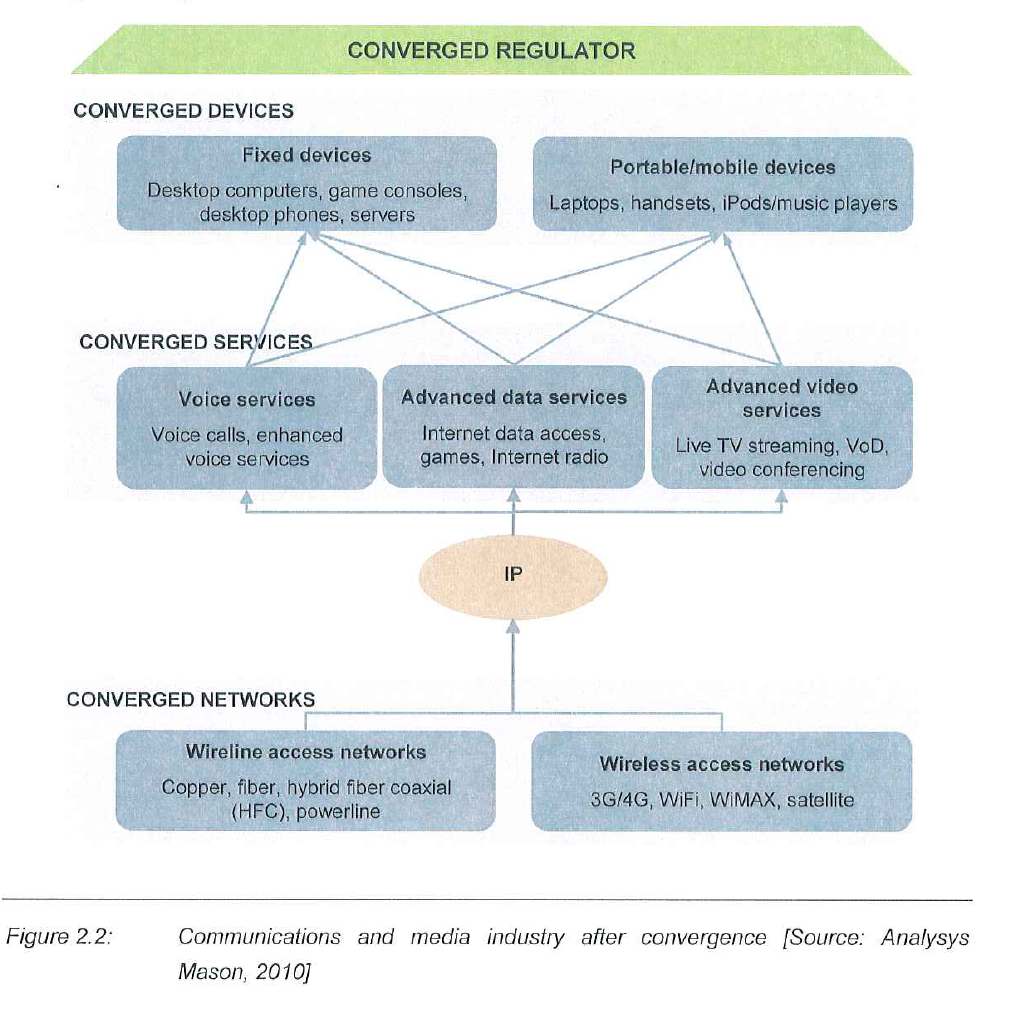 CONVERGED REGULATOR
CONVERGED DEVICES
Fixed devices
Desktop computers, game consoles,
desktop phones, servers
Portable/mobile devices
Laptops, handsets, iPods/music players
CONVERGED SERVICES
Voice services
Voice calls, enhanced
voice services
Advanced data services
Internet data access,
games, Internet radio
Advanced video
services
Live TV streaming, VoD,
video conferencing
IP
CONVERGED NETWORKS
Wireline access networks
Copper, fiber, hybrid fiber coaxial
(HFC), powerline
Wireless access networks
3G/4G, WiFi, WiMAX, satellite
Figure 2.2: Communications and media industry after convergence [Source: Analysys
Mason, 2010]